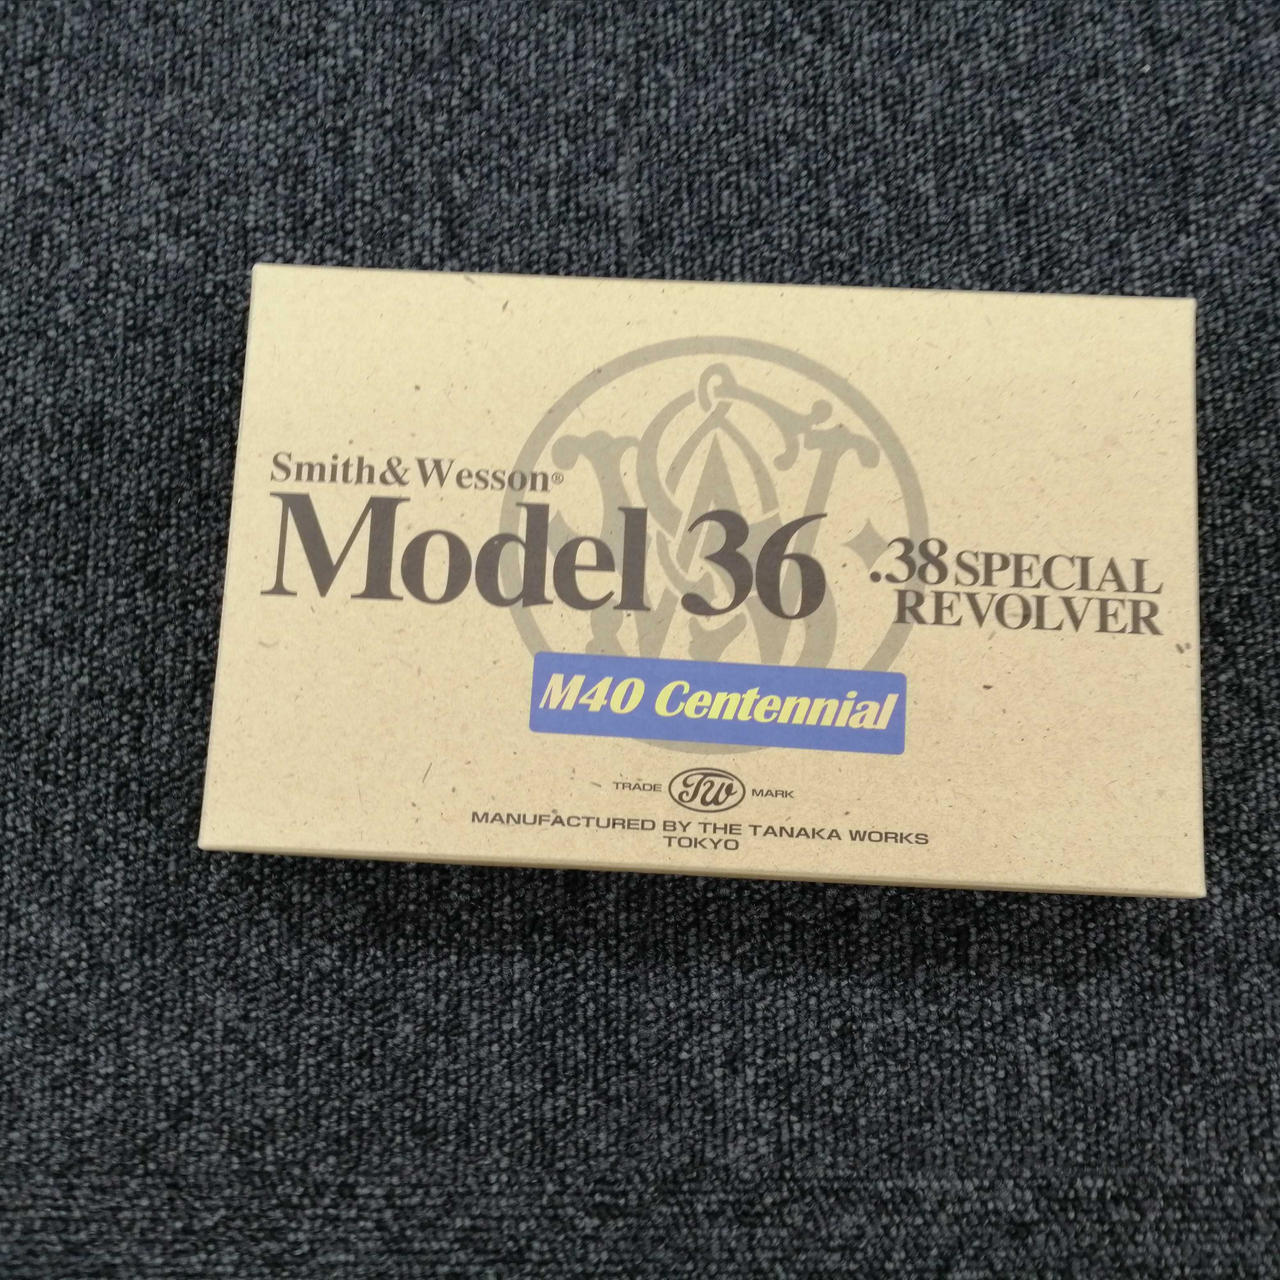 Smith & Wesson®
Model 36
.38 SPECIAL
REVOLVER
M40 Centennial
TRADE TW MARK
MANUFACTURED BY THE TANAKA WORKS
TOKYO